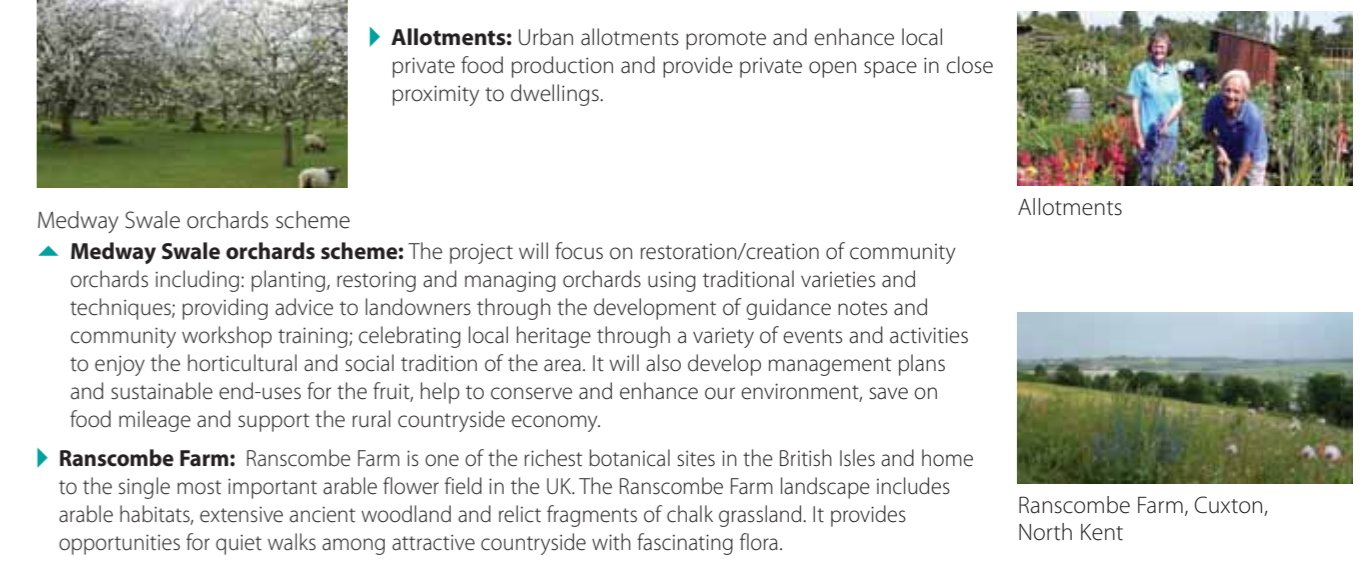 Allotments: Urban allotments promote and enhance local
private food production and provide private open space in close
proximity to dwellings.
Allotments
Medway Swale orchards scheme
Medway Swale orchards scheme: The project will focus on restoration/creation of community
orchards including: planting, restoring and managing orchards using traditional varieties and
techniques; providing advice to landowners through the development of guidance notes and
community workshop training; celebrating local heritage through a variety of events and activities
to enjoy the horticultural and social tradition of the area. It will also develop management plans
and sustainable end-uses for the fruit, help to conserve and enhance our environment, save on
food mileage and support the rural countryside economy.
Ranscombe Farm: Ranscombe Farm is one of the richest botanical sites in the British Isles and home
to the single most important arable flower field in the UK. The Ranscombe Farm landscape includes
arable habitats, extensive ancient woodland and relict fragments of chalk grassland. It provides
opportunities for quiet walks among attractive countryside with fascinating flora.
Ranscombe Farm, Cuxton,
North Kent